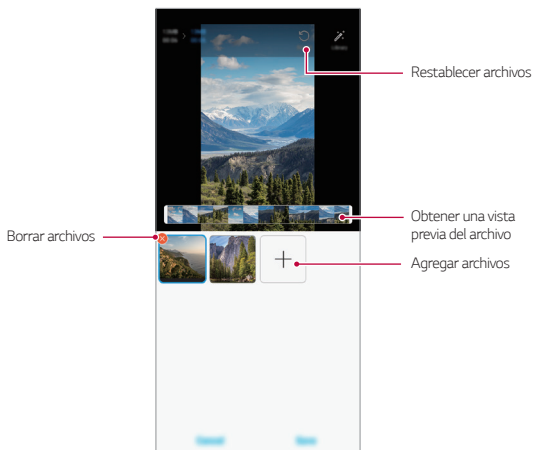 Restablecer archivos
Obtener una vista
previa del archivo
Borrar archivos
Agregar archivos